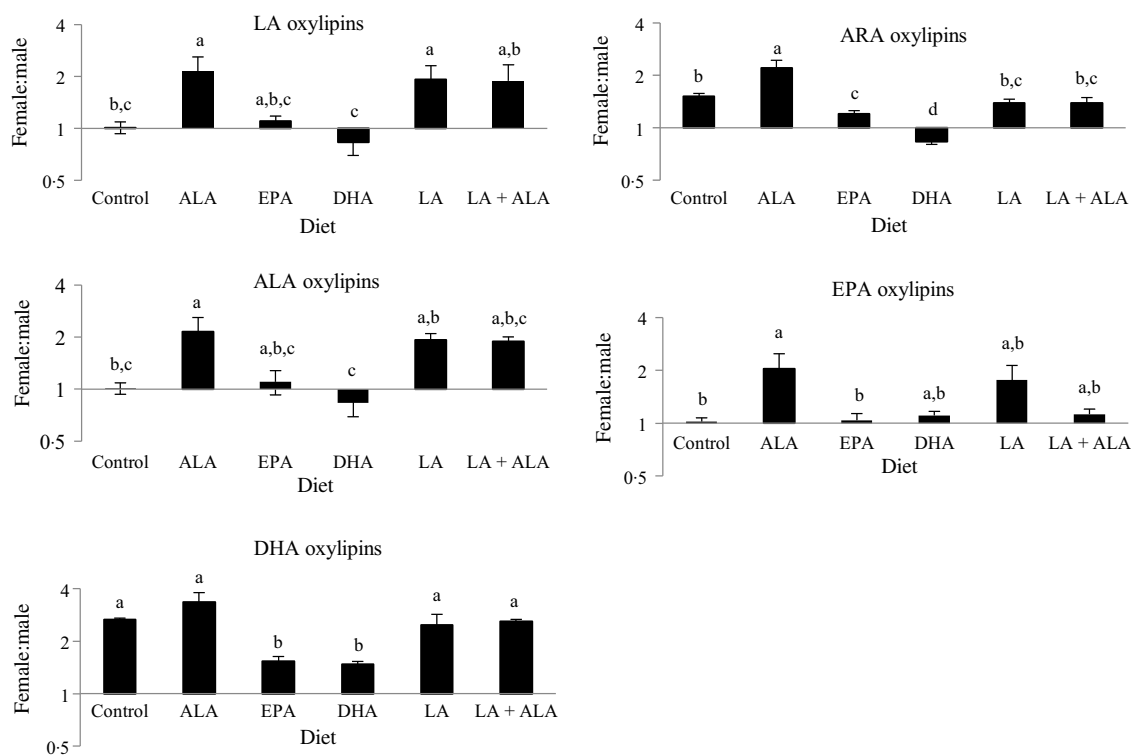 LA oxylipins
Female:male
4
2
1
0·5
b,c
a
a,b,c
c
a
a,b
Control ALA EPA DHA LA LA + ALA
Diet
ARA oxylipins
Female:male
4
2
1
0·5
b
a
c
d
b,c
b,c
Control ALA EPA DHA LA LA + ALA
Diet
ALA oxylipins
Female:male
4
2
1
0·5
b,c
a
a,b,c
c
a,b
a,b,c
Control ALA EPA DHA LA LA + ALA
Diet
EPA oxylipins
Female:male
4
2
1
0·5
b
a
b
a,b
a,b
a,b
Control ALA EPA DHA LA LA + ALA
Diet
DHA oxylipins
Female:male
4
2
1
0·5
a
a
b
b
a
a
Control ALA EPA DHA LA LA + ALA
Diet